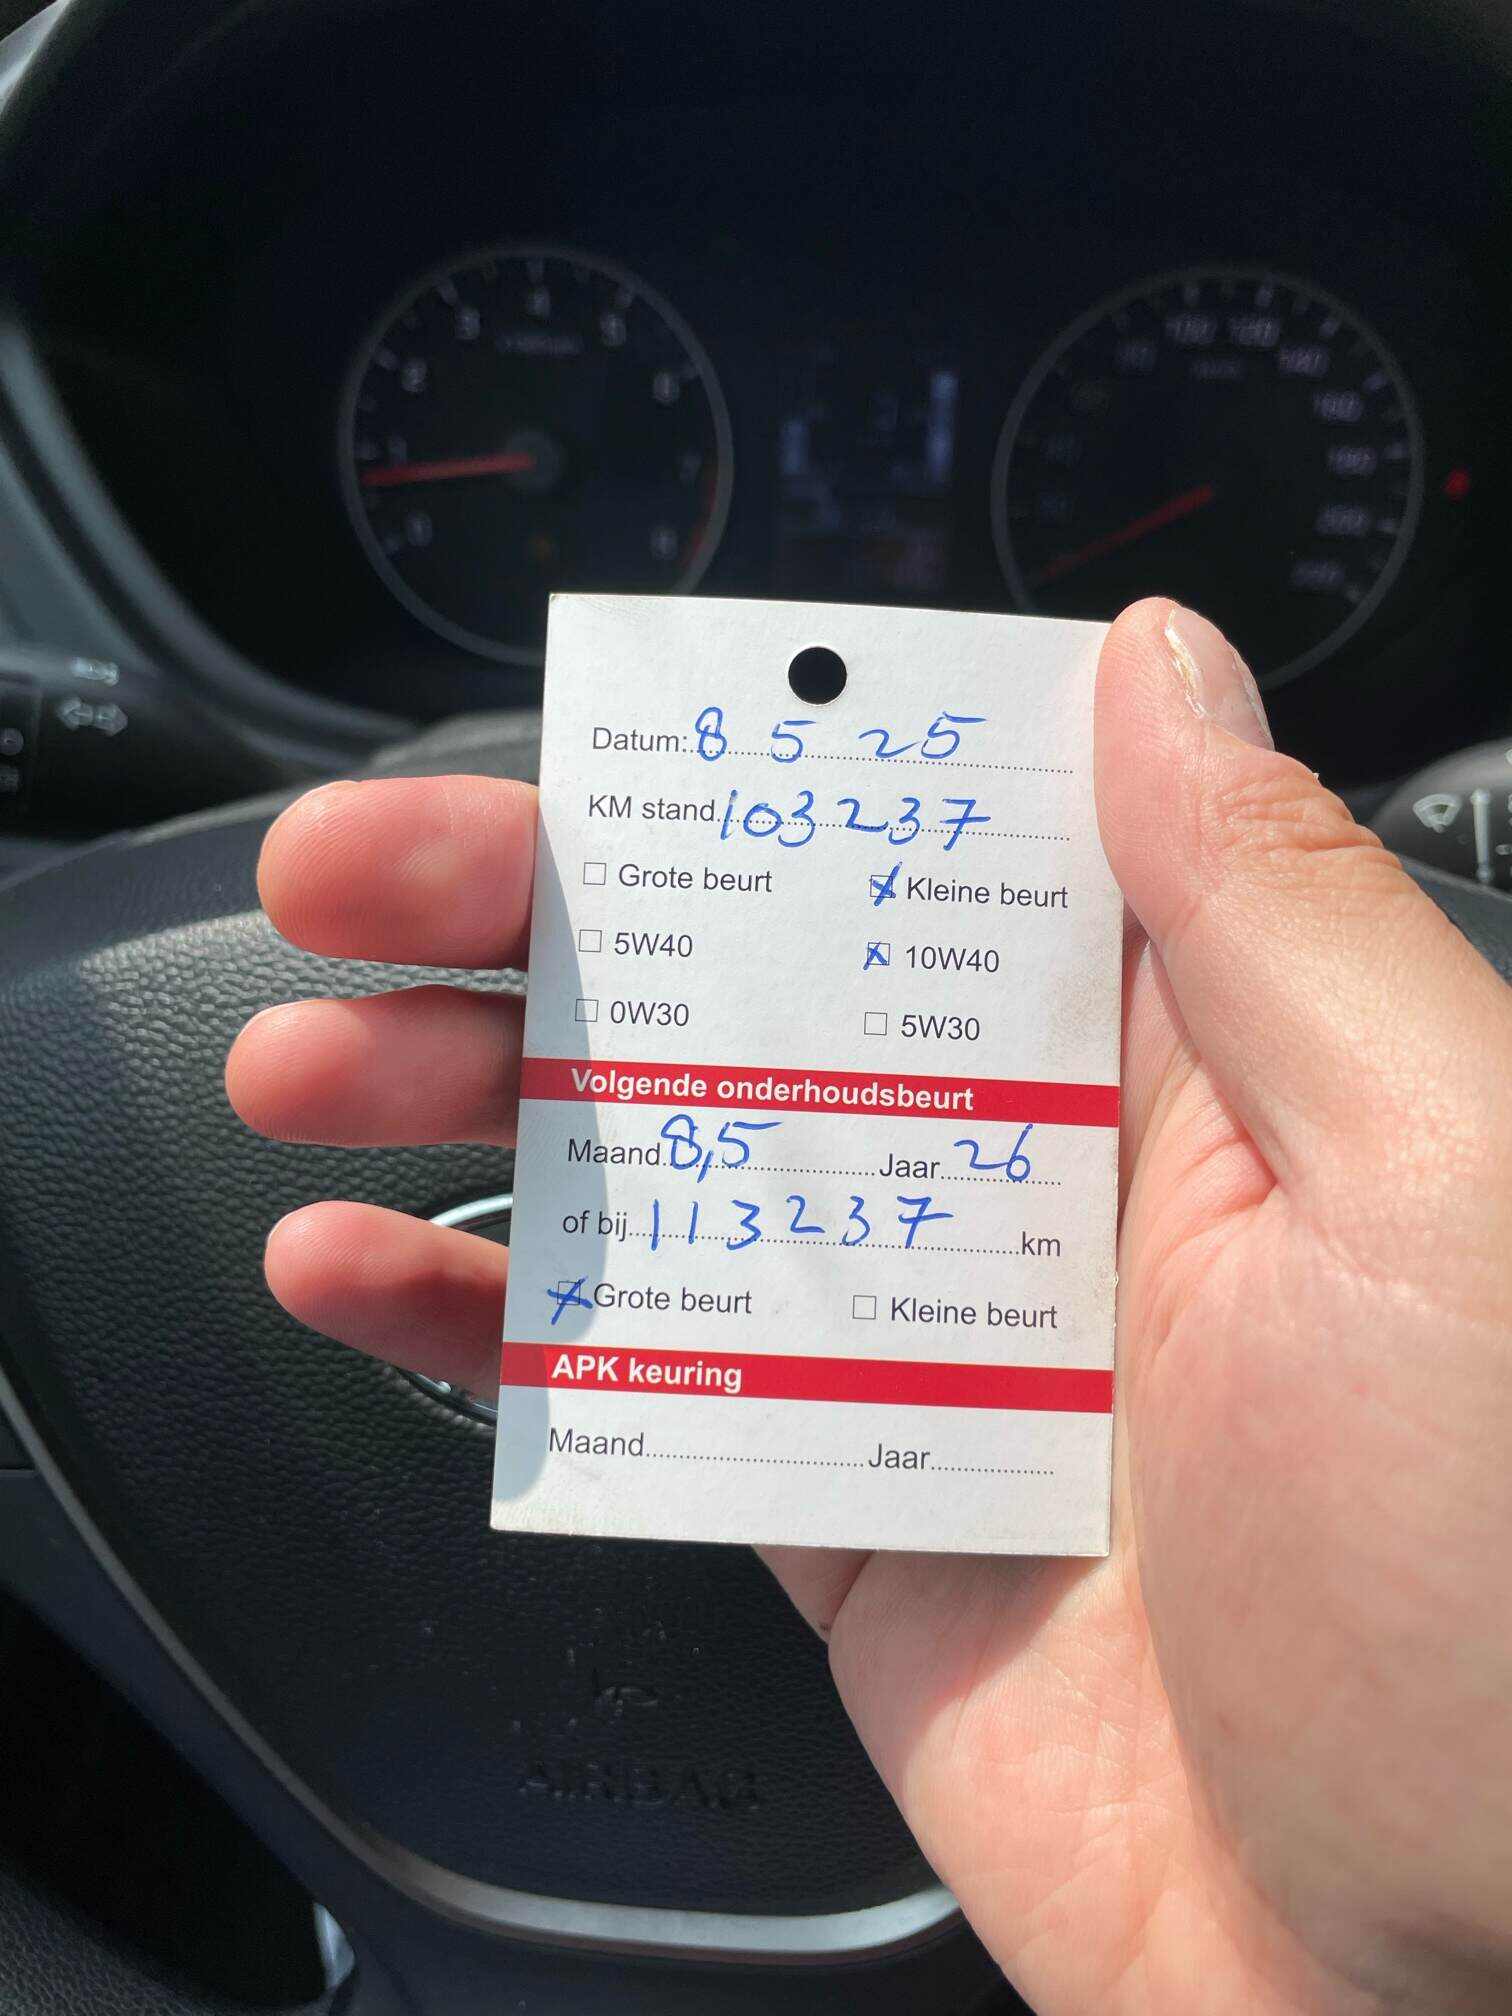 Datum: 8 5 25
KM stand 103237
Grote beurt Kleine beurt
5W40 10W40
0W30 5W30
Volgende onderhoudsbeurt
Maand 8,5 Jaar 26
of bij 113237 km
Grote beurt Kleine beurt
APK keuring
Maand Jaar
AIRBAG